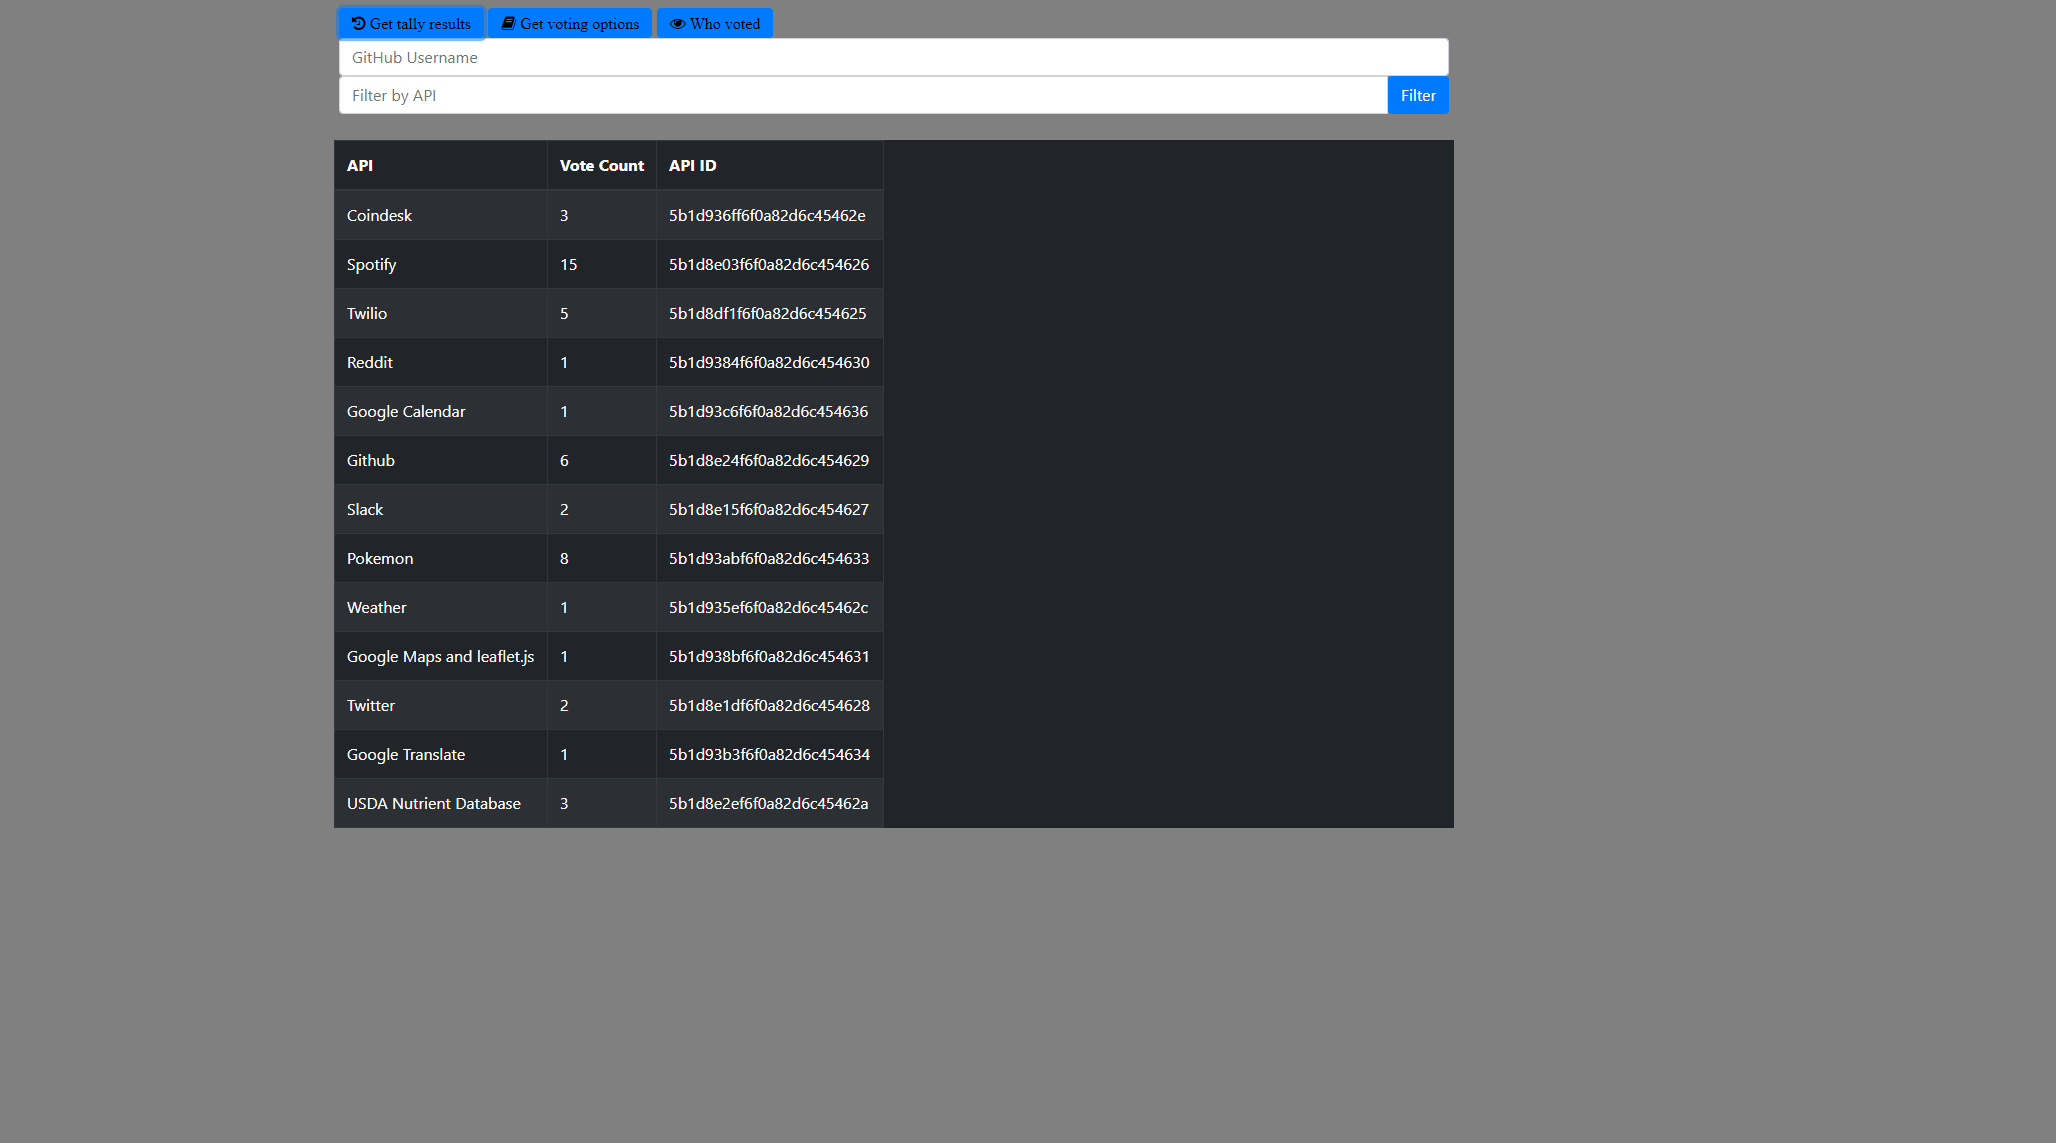 Get tally results Get voting options Who voted
GitHub Username
Filter by API Filter
API Vote Count API ID
Coindesk 3 5b1d936ff6f0a82d6c45462e
Spotify 15 5b1d8e03f6f0a82d6c454626
Twilio 5 5b1d8df1f6f0a82d6c454625
Reddit 1 5b1d9384f6f0a82d6c454630
Google Calendar 1 5b1d93c6f6f0a82d6c454636
Github 6 5b1d8e24f6f0a82d6c454629
Slack 2 5b1d8e15f6f0a82d6c454627
Pokemon 8 5b1d93abf6f0a82d6c454633
Weather 1 5b1d935ef6f0a82d6c45462c
Google Maps and leaflet.js 1 5b1d938bf6f0a82d6c454631
Twitter 2 5b1d8e1df6f0a82d6c454628
Google Translate 1 5b1d93b3f6f0a82d6c454634
USDA Nutrient Database 3 5b1d8e2ef6f0a82d6c45462a